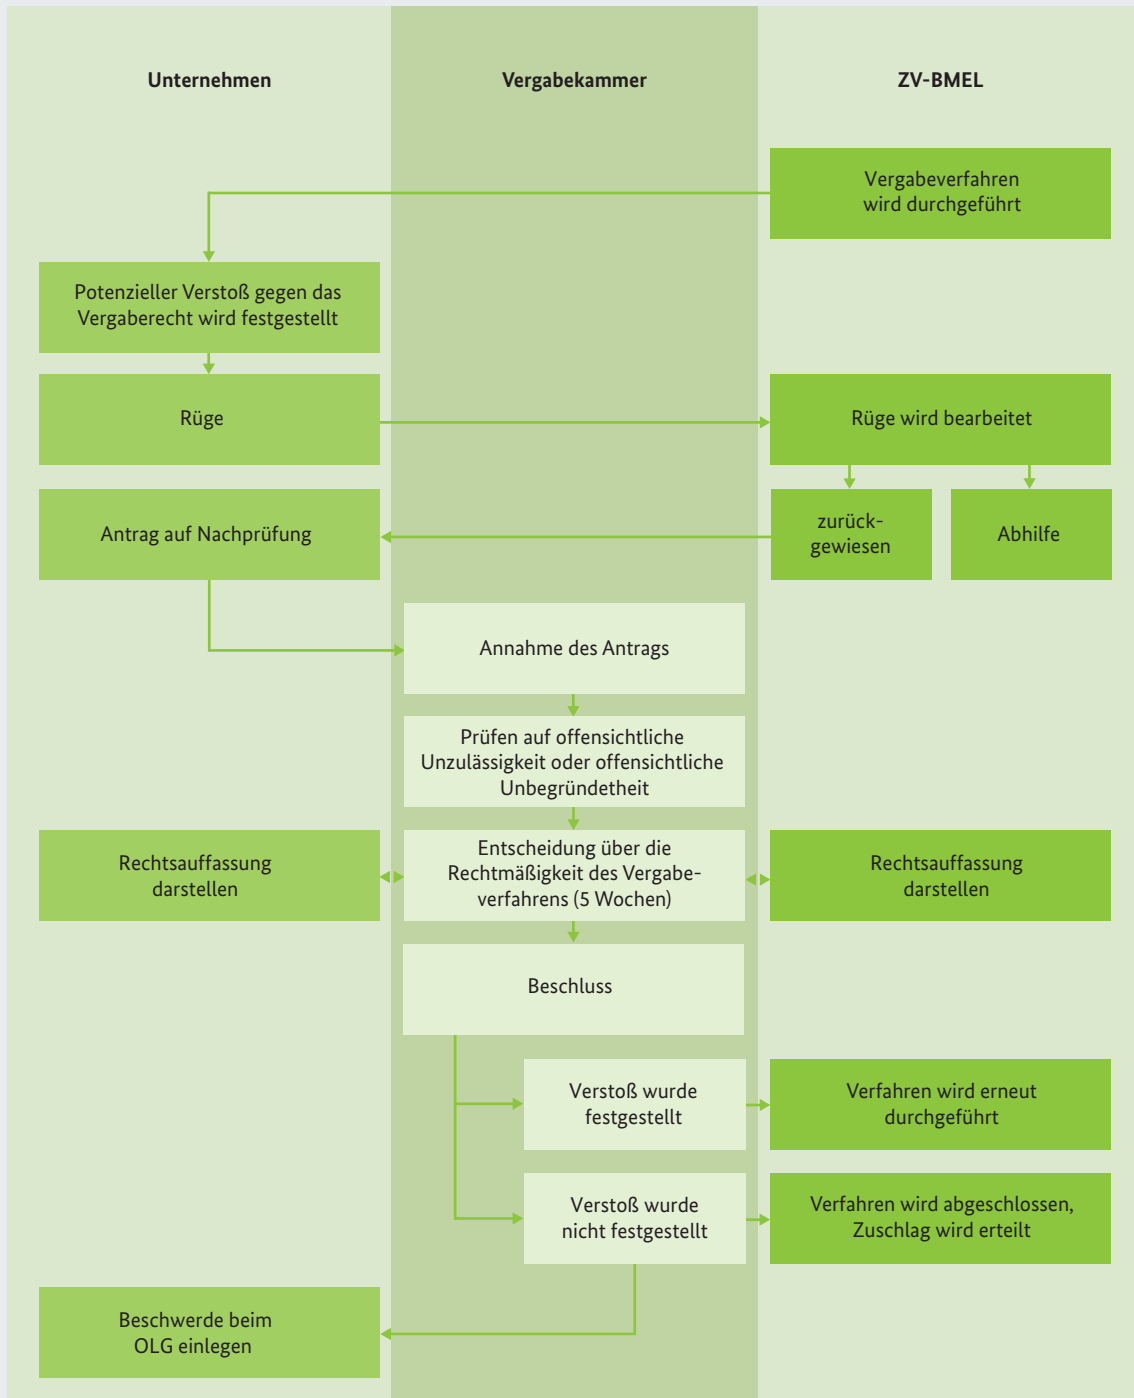 Unternehmen
Vergabekammer
ZV-BMEL
Vergabeverfahren
wird durchgeführt
Potenzieller Verstoß gegen das
Vergaberecht wird festgestellt
Rüge
Rüge wird bearbeitet
Antrag auf Nachprüfung
zurück-
gewiesen
Abhilfe
Annahme des Antrags
Prüfen auf offensichtliche
Unzulässigkeit oder offensichtliche
Unbegründetheit
Rechtsauffassung
darstellen
Entscheidung über die
Rechtmäßigkeit des Vergabe-
verfahrens (5 Wochen)
Rechtsauffassung
darstellen
Beschluss
Verstoß wurde
festgestellt
Verfahren wird erneut
durchgeführt
Verstoß wurde
nicht festgestellt
Verfahren wird abgeschlossen,
Zuschlag wird erteilt
Beschwerde beim
OLG einlegen